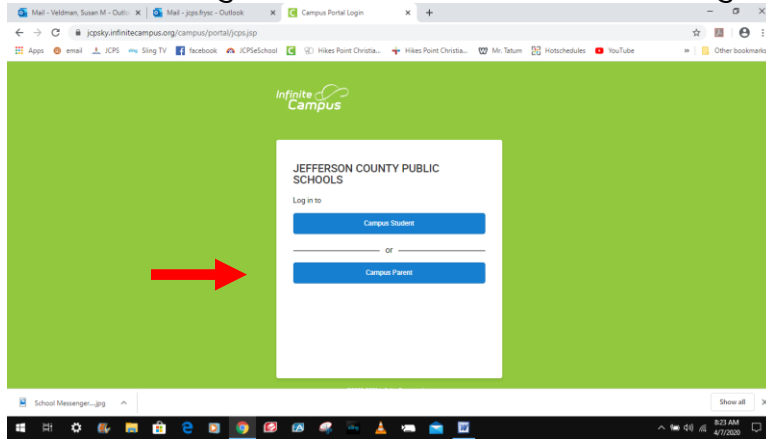 Mail - Veldman, Susan M - Outlo
Mail - jcps.frysc - Outlook
Campus Portal Login
jcpsky.infinitecampus.org/campus/portal/jcps.jsp
Apps
email
JCPS
Sling TV
facebook
JCPSeSchool
Hikes Point Christia...
Hikes Point Christia...
Mr. Tatum
Hotschedules
YouTube
»
Other bookmarks
Infinite
Campus
JEFFERSON COUNTY PUBLIC
SCHOOLS
Log in to
Campus Student
or
Campus Parent
School Messenger....jpg
Show all
8:23 AM
4/7/2020